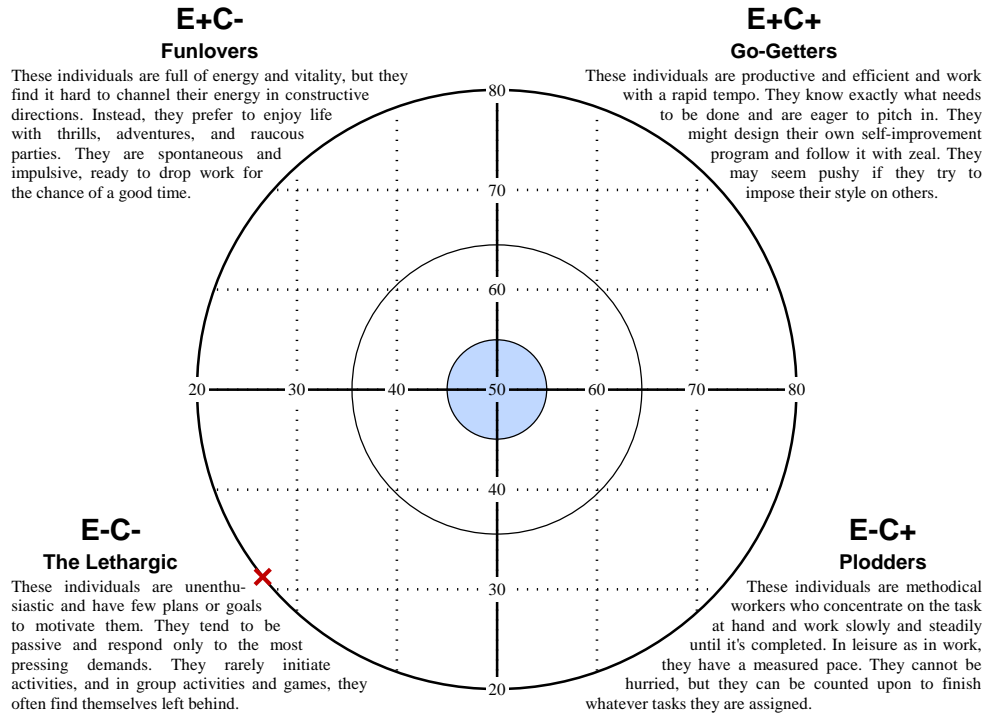 E+C-
Funlovers
These individuals are full of energy and vitality, but they
find it hard to channel their energy in constructive
directions. Instead, they prefer to enjoy life
with thrills, adventures, and raucous
parties. They are spontaneous and
impulsive, ready to drop work for
the chance of a good time.
E+C+
Go-Getters
These individuals are productive and efficient and work
with a rapid tempo. They know exactly what needs
to be done and are eager to pitch in. They
might design their own self-improvement
program and follow it with zeal. They
may seem pushy if they try to
impose their style on others.
80
70
60
20 30 40 50 60 70 80
40
30
20
E-C-
The Lethargic
These individuals are unenthu-
siastic and have few plans or goals
to motivate them. They tend to be
passive and respond only to the most
pressing demands. They rarely initiate
activities, and in group activities and games, they
often find themselves left behind.
E-C+
Plodders
These individuals are methodical
workers who concentrate on the task
at hand and work slowly and steadily
until it's completed. In leisure as in work,
they have a measured pace. They cannot be
hurried, but they can be counted upon to finish
whatever tasks they are assigned.